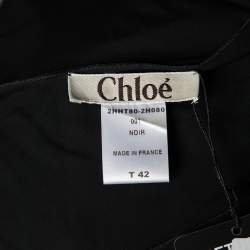 Chloé
2HHT80-2H080
001
NOIR
MADE IN FRANCE
T 42